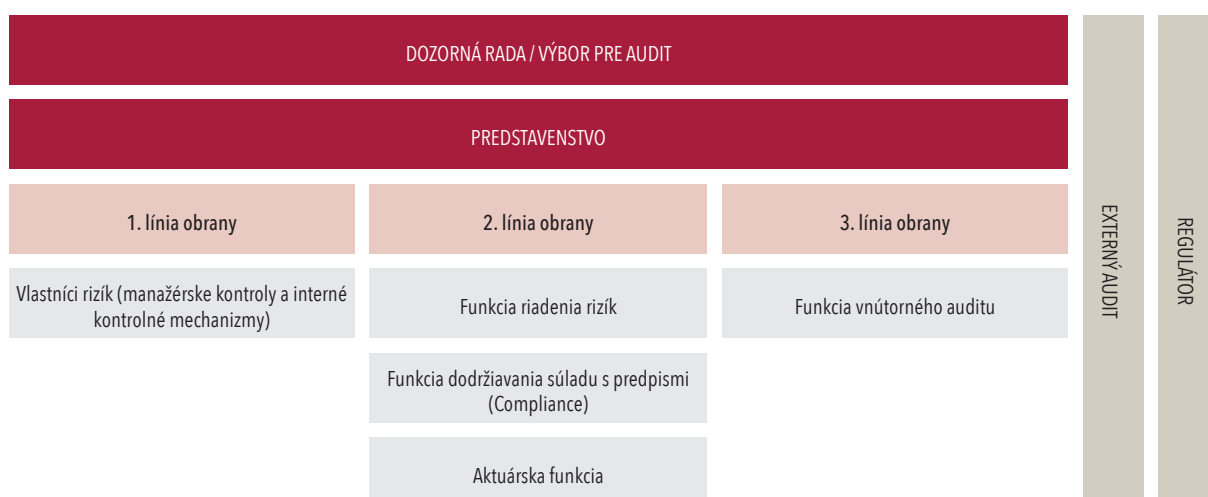 DOZORNÁ RADA / VÝBOR PRE AUDIT
PREDSTAVENSTVO
1. línia obrany
2. línia obrany
3. línia obrany
Vlastníci rizík (manažérske kontroly a interné
kontrolné mechanizmy)
Funkcia riadenia rizík
Funkcia vnútorného auditu
Funkcia dodržiavania súladu s predpismi
(Compliance)
Aktuárska funkcia
EXTERNÝ AUDIT
REGULÁTOR